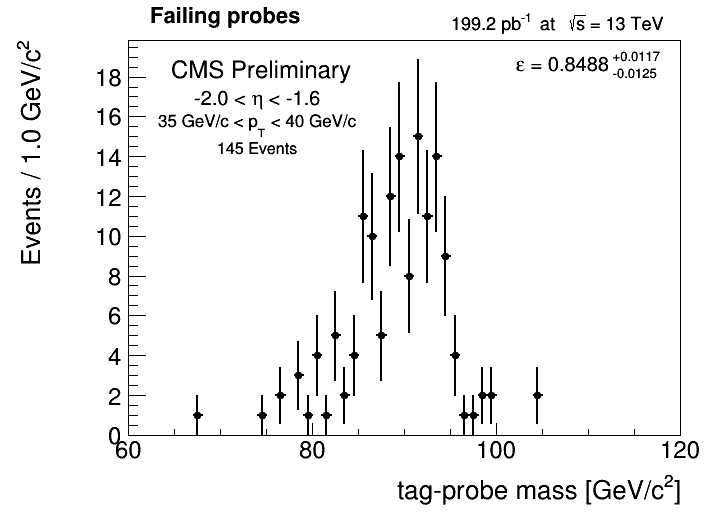 Failing probes
199.2 pb⁻¹ at √s = 13 TeV
CMS Preliminary
ε = 0.8488 +0.0117 -0.0125
-2.0 < η < -1.6
35 GeV/c < p_T < 40 GeV/c
145 Events
Events / 1.0 GeV/c²
18
16
14
12
10
8
6
4
2
0
60 80 100 120
tag-probe mass [GeV/c²]